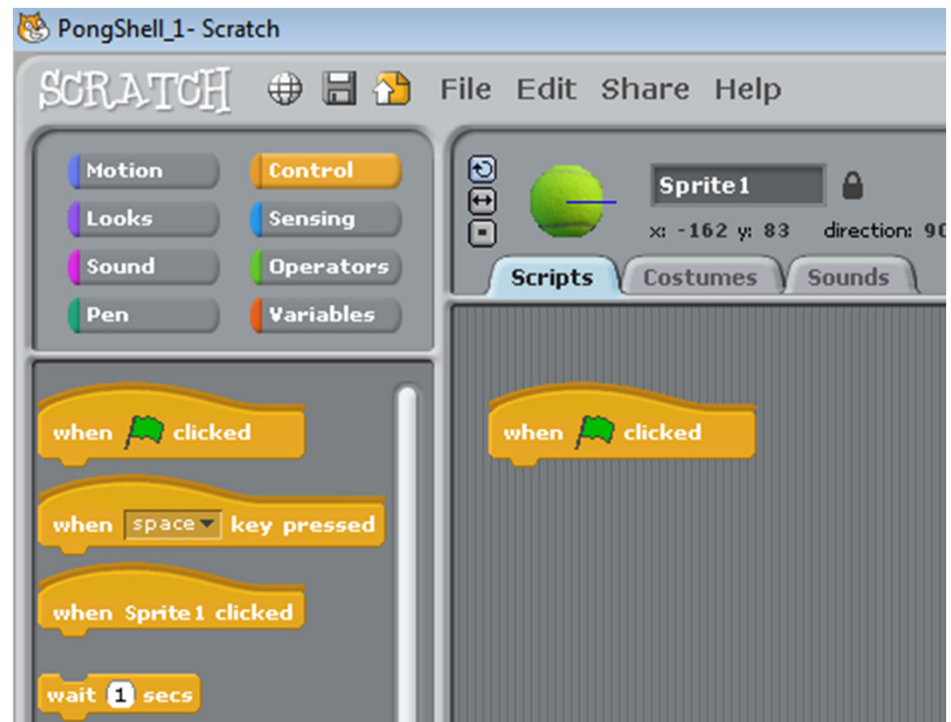 PongShell_1- Scratch
SCRATCH File Edit Share Help
Motion Control
Looks Sensing
Sound Operators
Pen Variables
Sprite1
x: -162 y: 83 direction: 90
Scripts Costumes Sounds
when clicked
when space key pressed
when Sprite1 clicked
wait 1 secs
when clicked